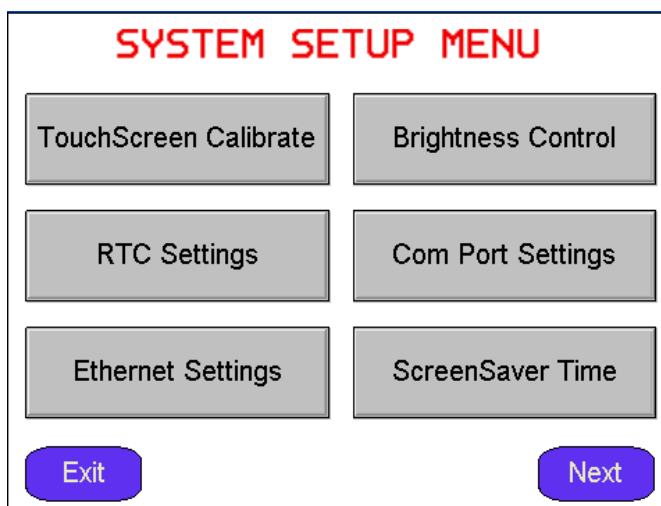 SYSTEM SETUP MENU
TouchScreen Calibrate
Brightness Control
RTC Settings
Com Port Settings
Ethernet Settings
ScreenSaver Time
Exit
Next